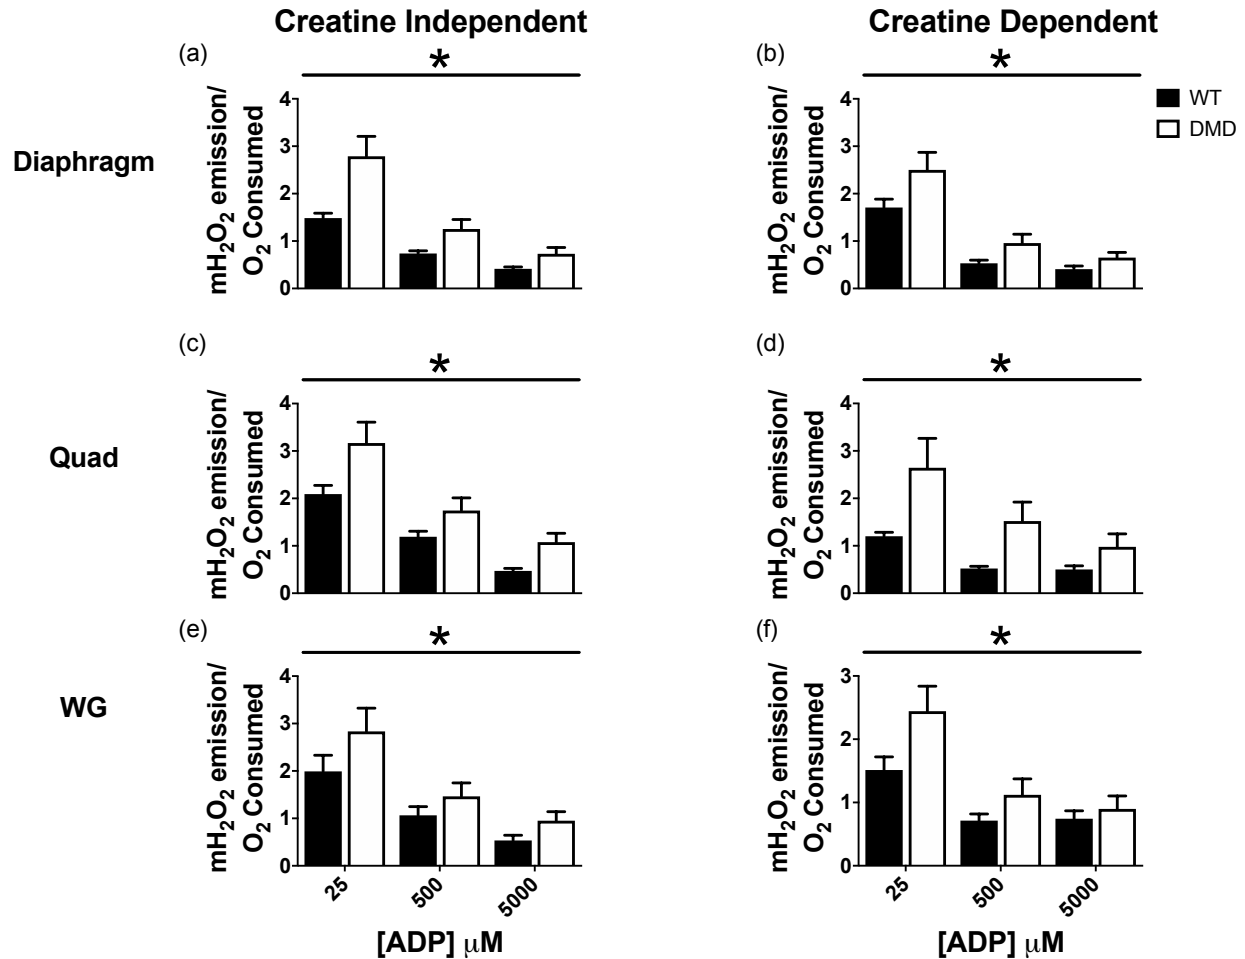 Creatine Independent
Creatine Dependent
(a)
*
(b)
*
WT
DMD
Diaphragm
mH₂O₂ emission/
O₂ Consumed
4
3
2
1
0
mH₂O₂ emission/
O₂ Consumed
4
3
2
1
0
(c)
*
(d)
*
Quad
mH₂O₂ emission/
O₂ Consumed
4
3
2
1
0
mH₂O₂ emission/
O₂ Consumed
4
3
2
1
0
(e)
*
(f)
*
WG
mH₂O₂ emission/
O₂ Consumed
4
3
2
1
0
25
500
5000
[ADP] μM
mH₂O₂ emission/
O₂ Consumed
3
2
1
0
25
500
5000
[ADP] μM